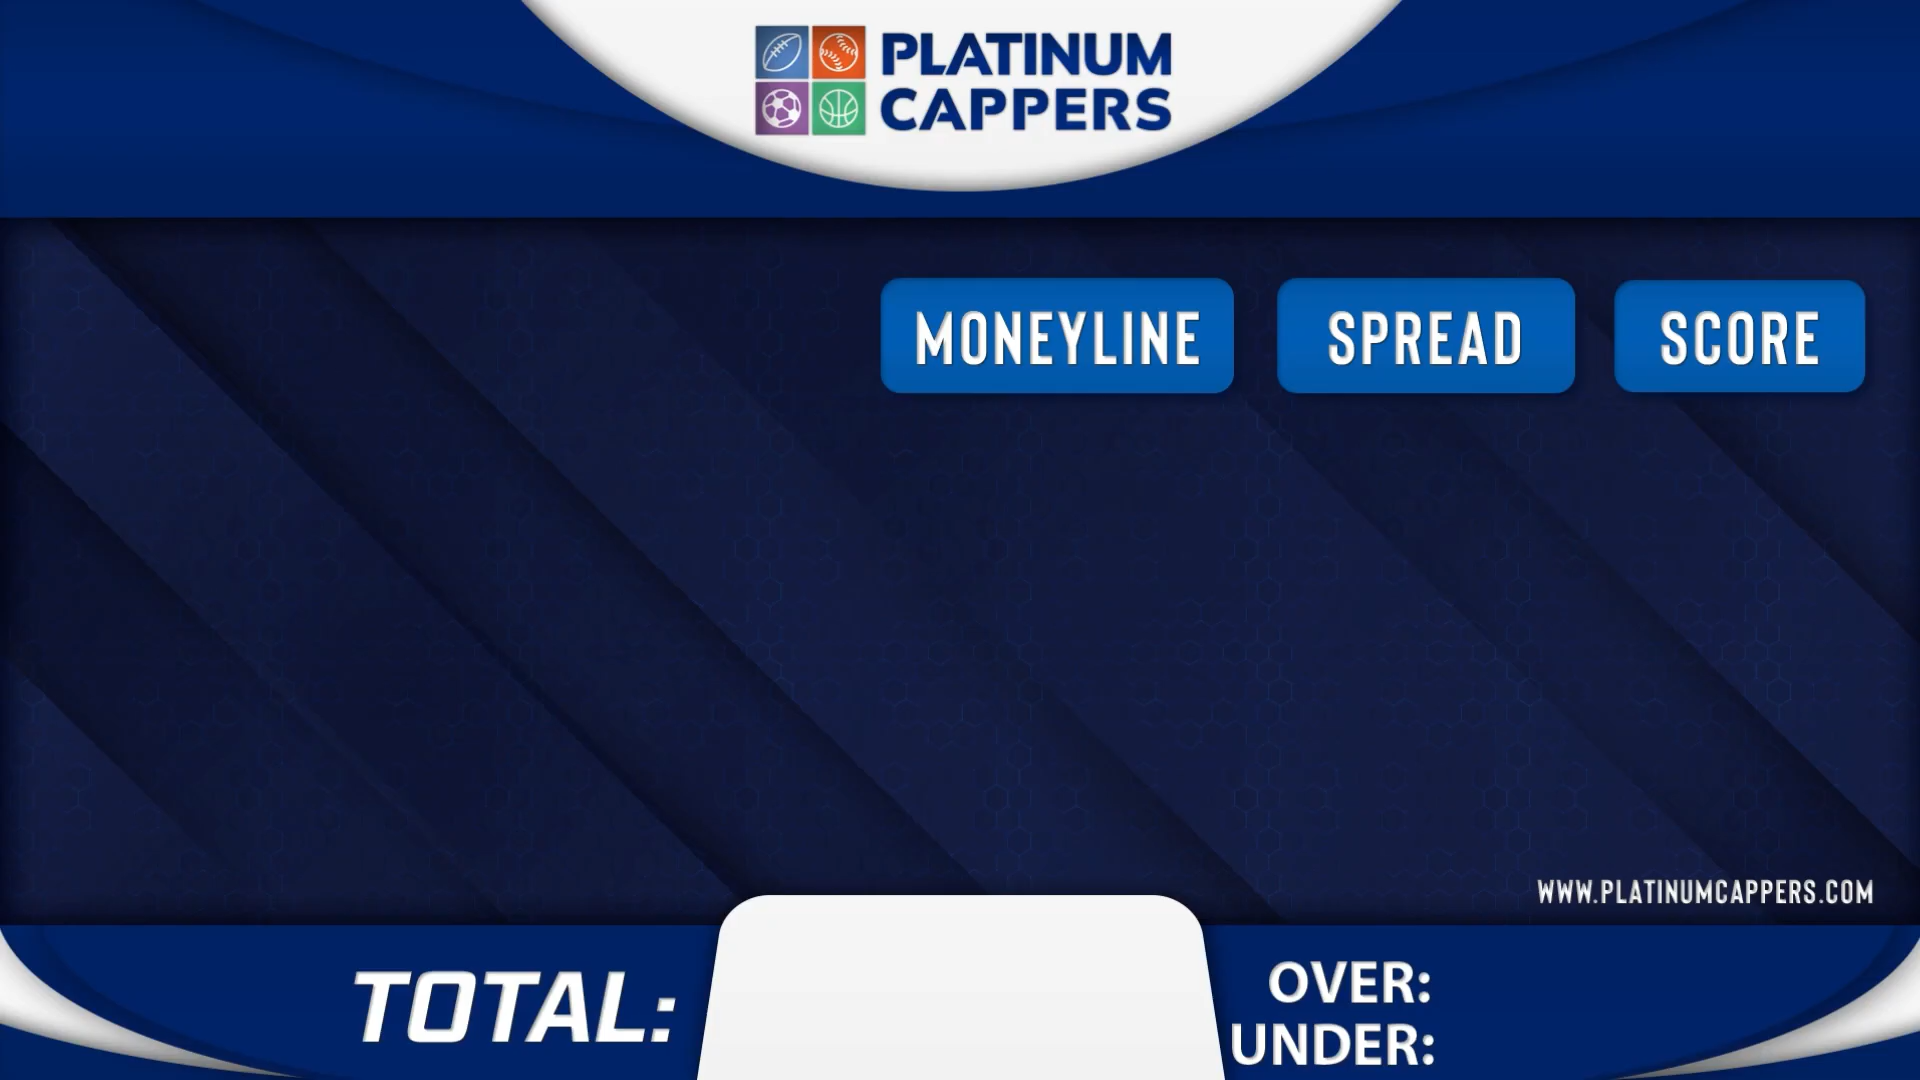 PLATINUM
CAPPERS
MONEYLINE SPREAD SCORE
WWW.PLATINUMCAPPERS.COM
TOTAL:
OVER:
UNDER: